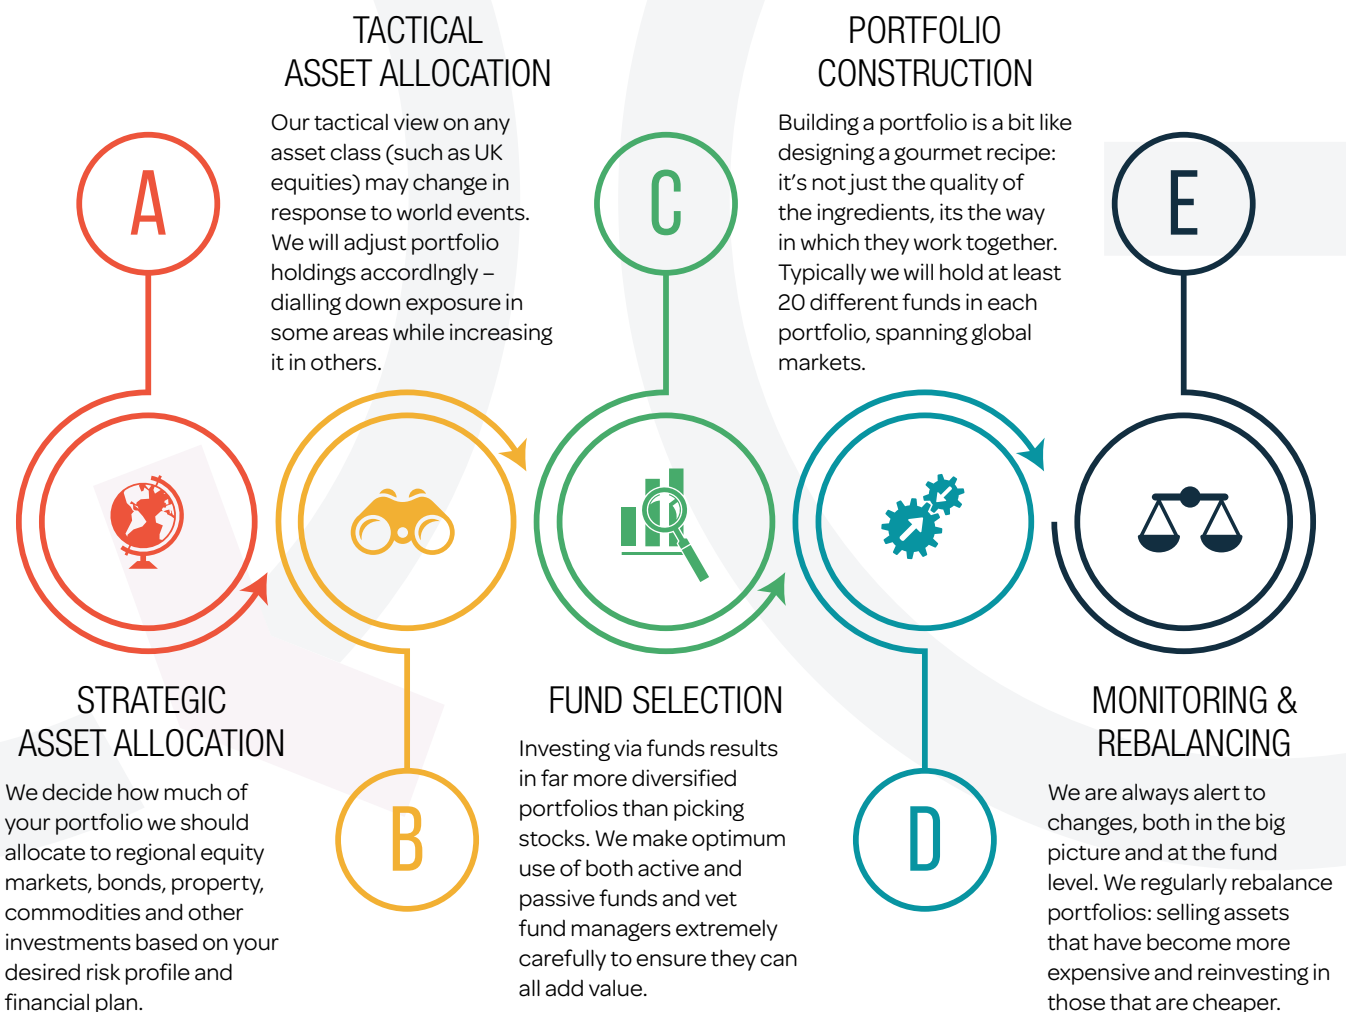 A
STRATEGIC
ASSET ALLOCATION
We decide how much of
your portfolio we should
allocate to regional equity
markets, bonds, property,
commodities and other
investments based on your
desired risk profile and
financial plan.
TACTICAL
ASSET ALLOCATION
Our tactical view on any
asset class (such as UK
equities) may change in
response to world events.
We will adjust portfolio
holdings accordIngly –
dialling down exposure in
some areas while increasing
it in others.
B
C
FUND SELECTION
Investing via funds results
in far more diversified
portfolios than picking
stocks. We make optimum
use of both active and
passive funds and vet
fund managers extremely
carefully to ensure they can
all add value.
PORTFOLIO
CONSTRUCTION
Building a portfolio is a bit like
designing a gourmet recipe:
it's not just the quality of
the ingredients, its the way
in which they work together.
Typically we will hold at least
20 different funds in each
portfolio, spanning global
markets.
D
E
MONITORING &
REBALANCING
We are always alert to
changes, both in the big
picture and at the fund
level. We regularly rebalance
portfolios: selling assets
that have become more
expensive and reinvesting in
those that are cheaper.